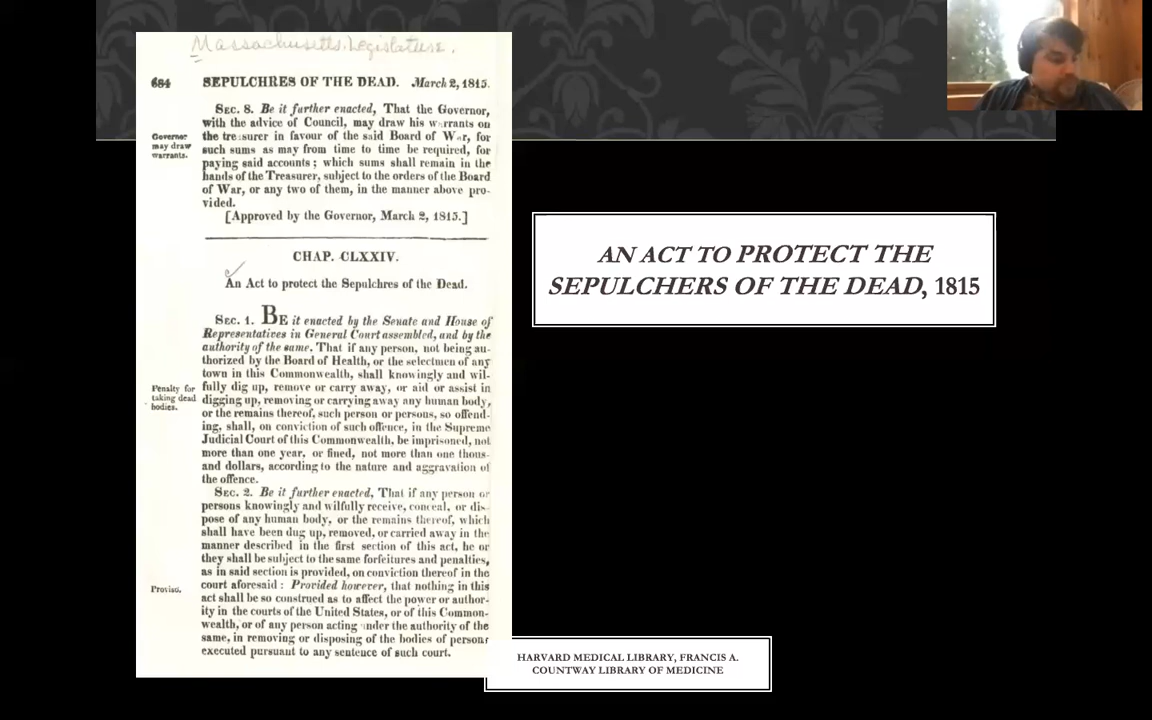 Massachusetts Legislature.
684 SEPULCHRES OF THE DEAD. March 2, 1815.
SEC. 8. Be it further enacted, That the Governor,
with the advice of Council, may draw his warrants on
Governor may draw warrants.
the treasurer in favour of the said Board of War, for
such sums as may from time to time be required, for
paying said accounts; which sums shall remain in the
hands of the Treasurer, subject to the orders of the Board
of War, or any two of them, in the manner above pro-
vided.
[Approved by the Governor, March 2, 1815.]
CHAP. CLXXIV.
An Act to protect the Sepulchres of the Dead.
SEC. 1. BE it enacted by the Senate and House of
Representatives in General Court assembled, and by the
authority of the same, That if any person, not being au-
thorized by the Board of Health, or the selectmen of any
town in this Commonwealth, shall knowingly and wil-
Penalty for taking dead bodies.
fully dig up, remove or carry away, or aid or assist in
digging up, removing or carrying away any human body,
or the remains thereof, such person or persons, so offend-
ing, shall, on conviction of such offence, in the Supreme
Judicial Court of this Commonwealth, be imprisoned, not
more than one year, or fined, not more than one thous-
and dollars, according to the nature and aggravation of
the offence.
SEC. 2. Be it further enacted, That if any person or
persons knowingly and wilfully receive, conceal, or dis-
pose of any human body, or the remains thereof, which
shall have been dug up, removed, or carried away in the
manner described in the first section of this act, he or
they shall be subject to the same forfeitures and penalties,
as in said section is provided, on conviction thereof in the
Proviso.
court aforesaid: Provided however, that nothing in this
act shall be so construed as to affect the power or author-
ity in the courts of the United States, or of this Common-
wealth, or of any person acting under the authority of the
same, in removing or disposing of the bodies of persons
executed pursuant to any sentence of such court.
AN ACT TO PROTECT THE
SEPULCHERS OF THE DEAD, 1815
HARVARD MEDICAL LIBRARY, FRANCIS A.
COUNTWAY LIBRARY OF MEDICINE